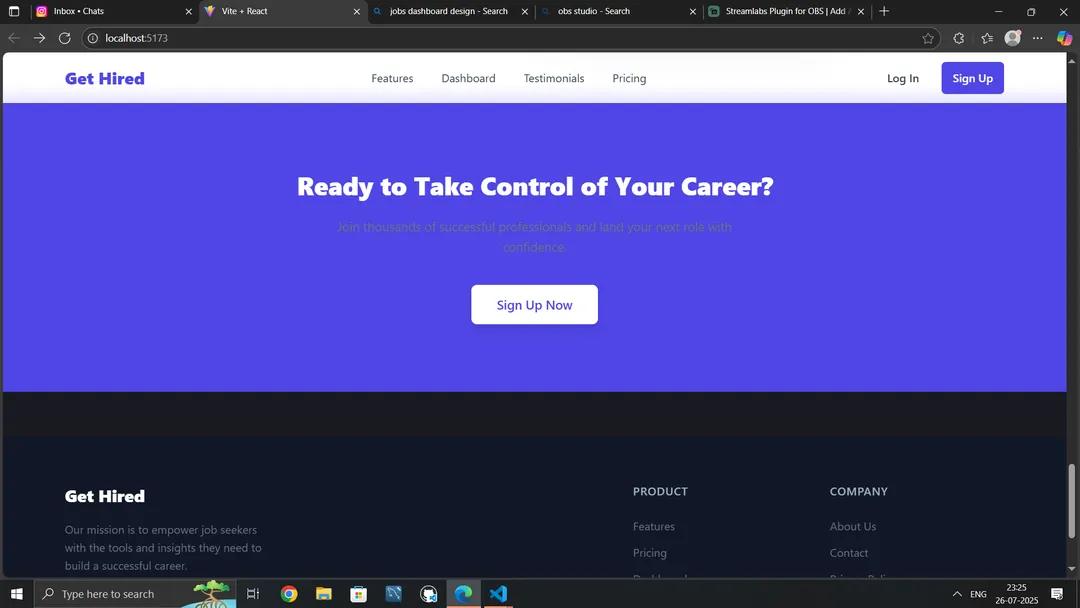 Inbox • Chats
Vite + React
jobs dashboard design - Search
obs studio - Search
Streamlabs Plugin for OBS | Add
localhost:5173
Get Hired
Features
Dashboard
Testimonials
Pricing
Log In
Sign Up
Ready to Take Control of Your Career?
Join thousands of successful professionals and land your next role with
confidence.
Sign Up Now
Get Hired
Our mission is to empower job seekers
with the tools and insights they need to
build a successful career.
PRODUCT
Features
Pricing
COMPANY
About Us
Contact
Type here to search
ENG
23:25
26-07-2025